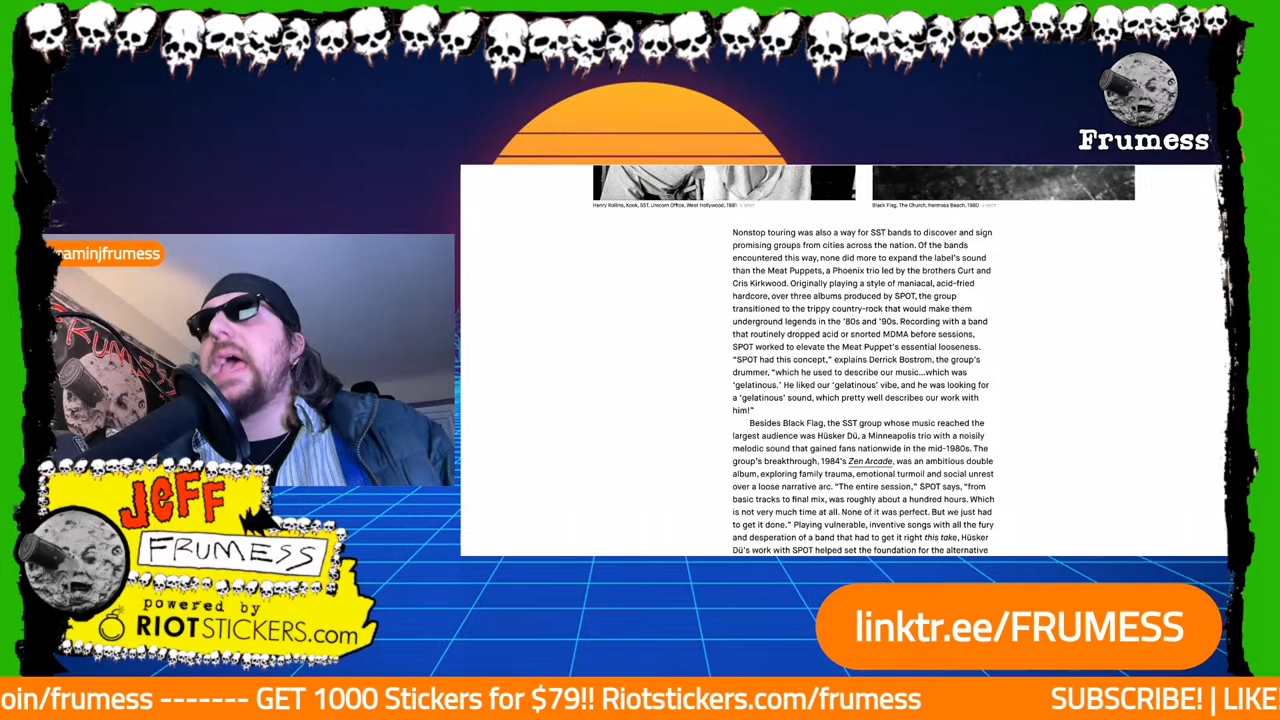 Frumess
Henry Rollins, Kook, SST, Unicorn Office, West Hollywood, 1981 © SPOT
Black Flag, The Church, Hermosa Beach, 1980 © SPOT
Nonstop touring was also a way for SST bands to discover and sign
promising groups from cities across the nation. Of the bands
encountered this way, none did more to expand the label's sound
than the Meat Puppets, a Phoenix trio led by the brothers Curt and
Cris Kirkwood. Originally playing a style of maniacal, acid-fried
hardcore, over three albums produced by SPOT, the group
transitioned to the trippy country-rock that would make them
underground legends in the '80s and '90s. Recording with a band
that routinely dropped acid or snorted MDMA before sessions,
SPOT worked to elevate the Meat Puppet's essential looseness.
“SPOT had this concept,” explains Derrick Bostrom, the group's
drummer, “which he used to describe our music...which was
‘gelatinous.’ He liked our ‘gelatinous’ vibe, and he was looking for
a ‘gelatinous’ sound, which pretty well describes our work with
him!”
Besides Black Flag, the SST group whose music reached the
largest audience was Hüsker Dü, a Minneapolis trio with a noisily
melodic sound that gained fans nationwide in the mid-1980s. The
group's breakthrough, 1984's Zen Arcade, was an ambitious double
album, exploring family trauma, emotional turmoil and social unrest
over a loose narrative arc. “The entire session,” SPOT says, “from
basic tracks to final mix, was roughly about a hundred hours. Which
is not very much time at all. None of it was perfect. But we just had
to get it done.” Playing vulnerable, inventive songs with all the fury
and desperation of a band that had to get it right this take, Hüsker
Dü's work with SPOT helped set the foundation for the alternative
aminjfrumess
FRUMESS
JEFF
FRUMESS
powered by
RIOTSTICKERS.com
linktr.ee/FRUMESS
oin/frumess ------- GET 1000 Stickers for $79!! Riotstickers.com/frumess SUBSCRIBE! | LIKE!